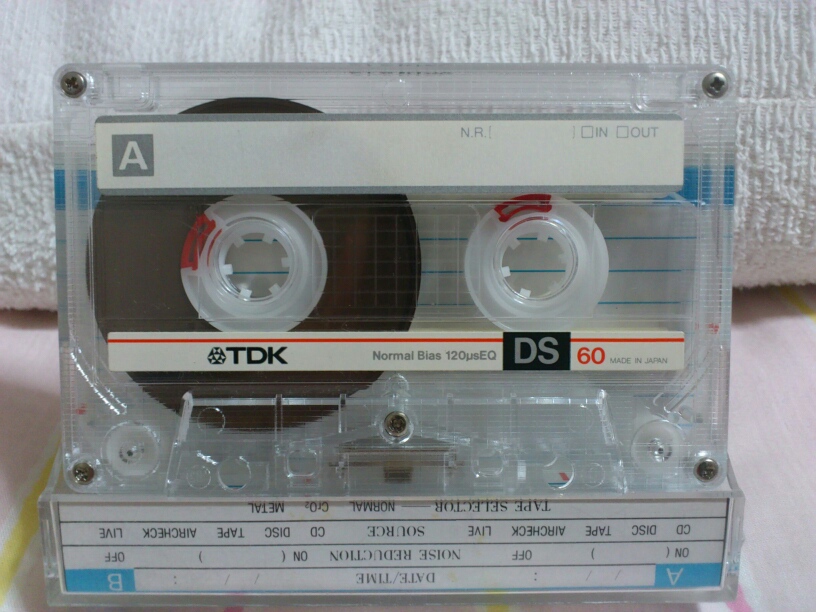 A
N.R.[ ] □IN □OUT
TDK Normal Bias 120µsEQ DS 60 MADE IN JAPAN
A / / : DATE/TIME / / : B
ON ( ) OFF NOISE REDUCTION ON ( ) OFF
CD DISC TAPE AIRCHECK LIVE SOURCE CD DISC TAPE AIRCHECK LIVE
TAPE SELECTOR — NORMAL CrO₂ METAL